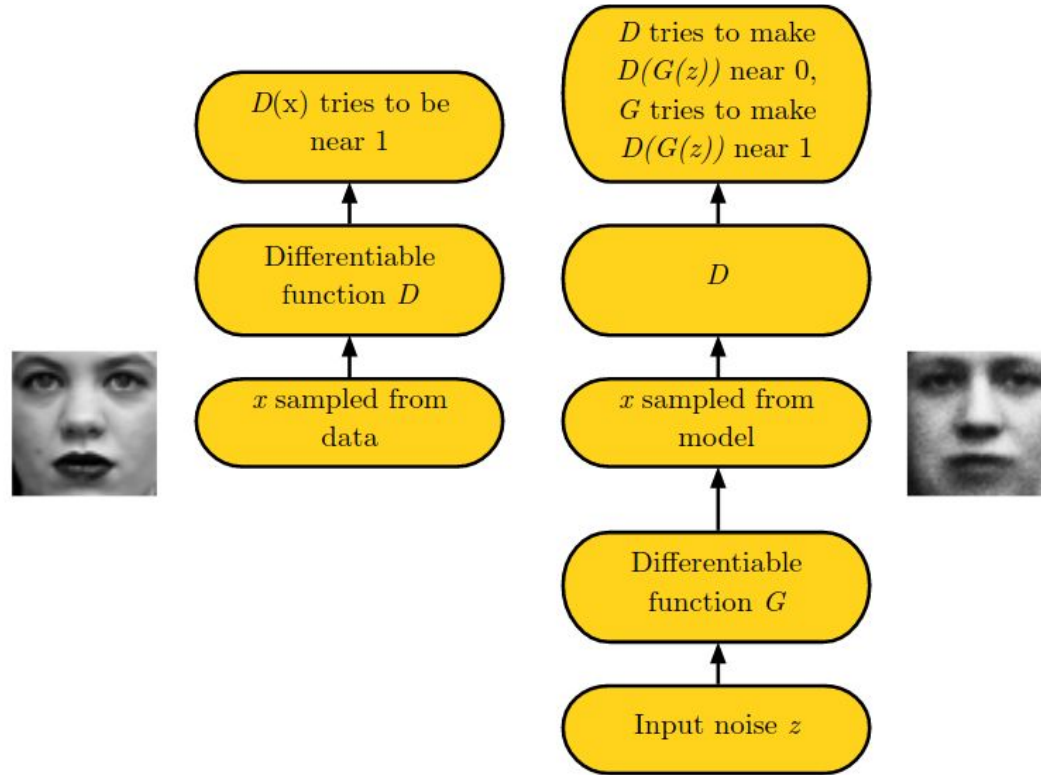 D(x) tries to be
near 1
Differentiable
function D
x sampled from
data
D tries to make
D(G(z)) near 0,
G tries to make
D(G(z)) near 1
D
x sampled from
model
Differentiable
function G
Input noise z